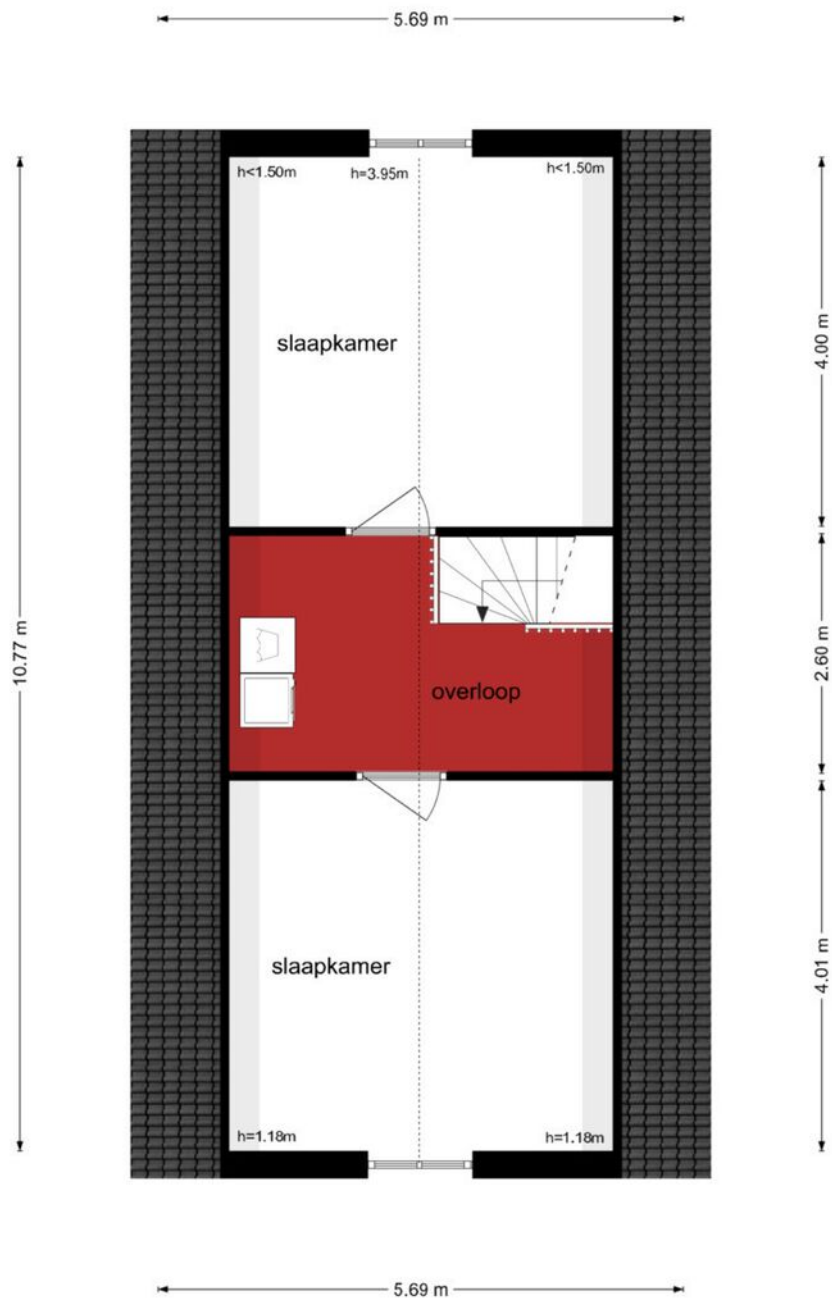 5.69 m
h<1.50m
h=3.95m
h<1.50m
slaapkamer
4.00 m
10.77 m
overloop
2.60 m
slaapkamer
4.01 m
h=1.18m
h=1.18m
5.69 m